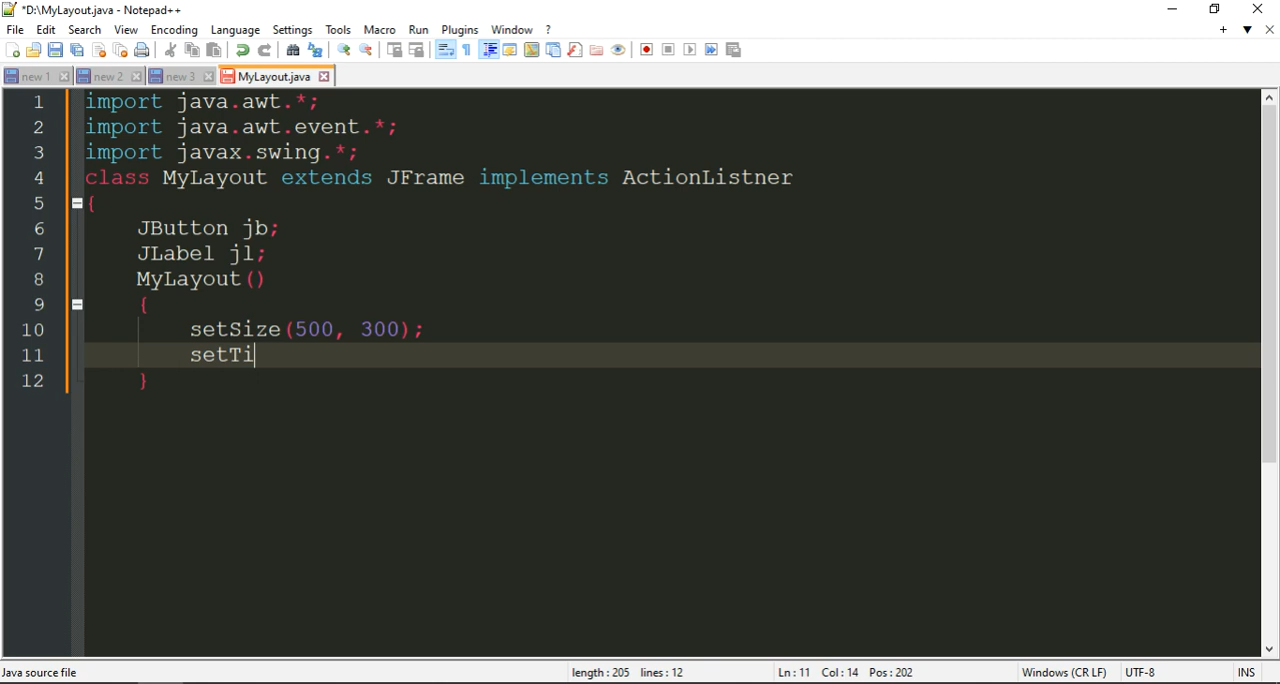 *D:\MyLayout.java - Notepad++
File Edit Search View Encoding Language Settings Tools Macro Run Plugins Window ?
new 1 new 2 new 3 MyLayout.java
1 import java.awt.*;
2 import java.awt.event.*;
3 import javax.swing.*;
4 class MyLayout extends JFrame implements ActionListner
5 {
6 JButton jb;
7 JLabel jl;
8 MyLayout()
9 {
10 setSize(500, 300);
11 setTi
12 }
Java source file length : 205 lines : 12 Ln : 11 Col : 14 Pos : 202 Windows (CR LF) UTF-8 INS